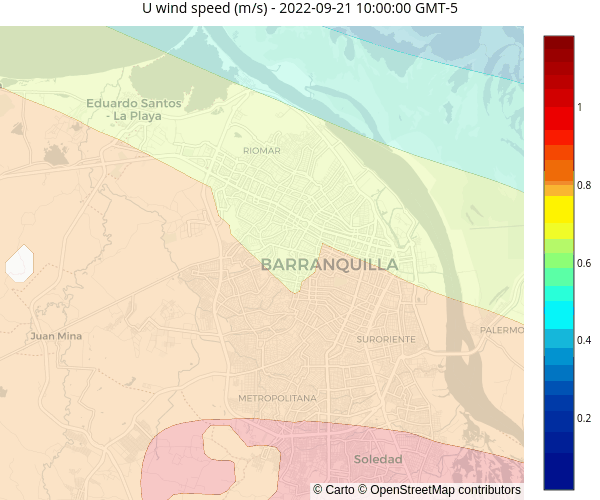 U wind speed (m/s) - 2022-09-21 10:00:00 GMT-5
Eduardo Santos
- La Playa
RIOMAR
BARRANQUILLA
Juan Mina
SURORIENTE
PALERMO
METROPOLITANA
Soledad
© Carto © OpenStreetMap contributors
1
0.8
0.6
0.4
0.2